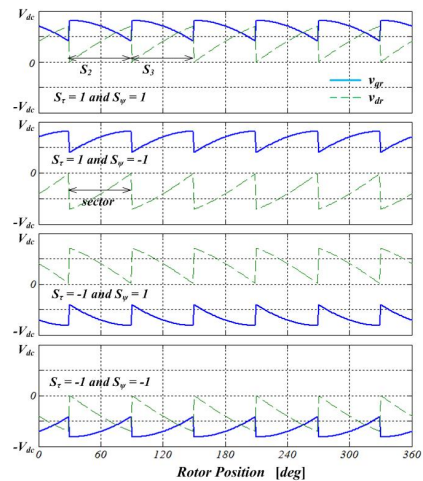 V_dc
S_2 S_3
0
v_qr
v_dr
S_τ = 1 and S_ψ = 1
-V_dc
S_τ = 1 and S_ψ = -1
0
sector
-V_dc
V_dc
0
S_τ = -1 and S_ψ = 1
-V_dc
S_τ = -1 and S_ψ = -1
0
-V_dc
0 60 120 180 240 300 360
Rotor Position [deg]